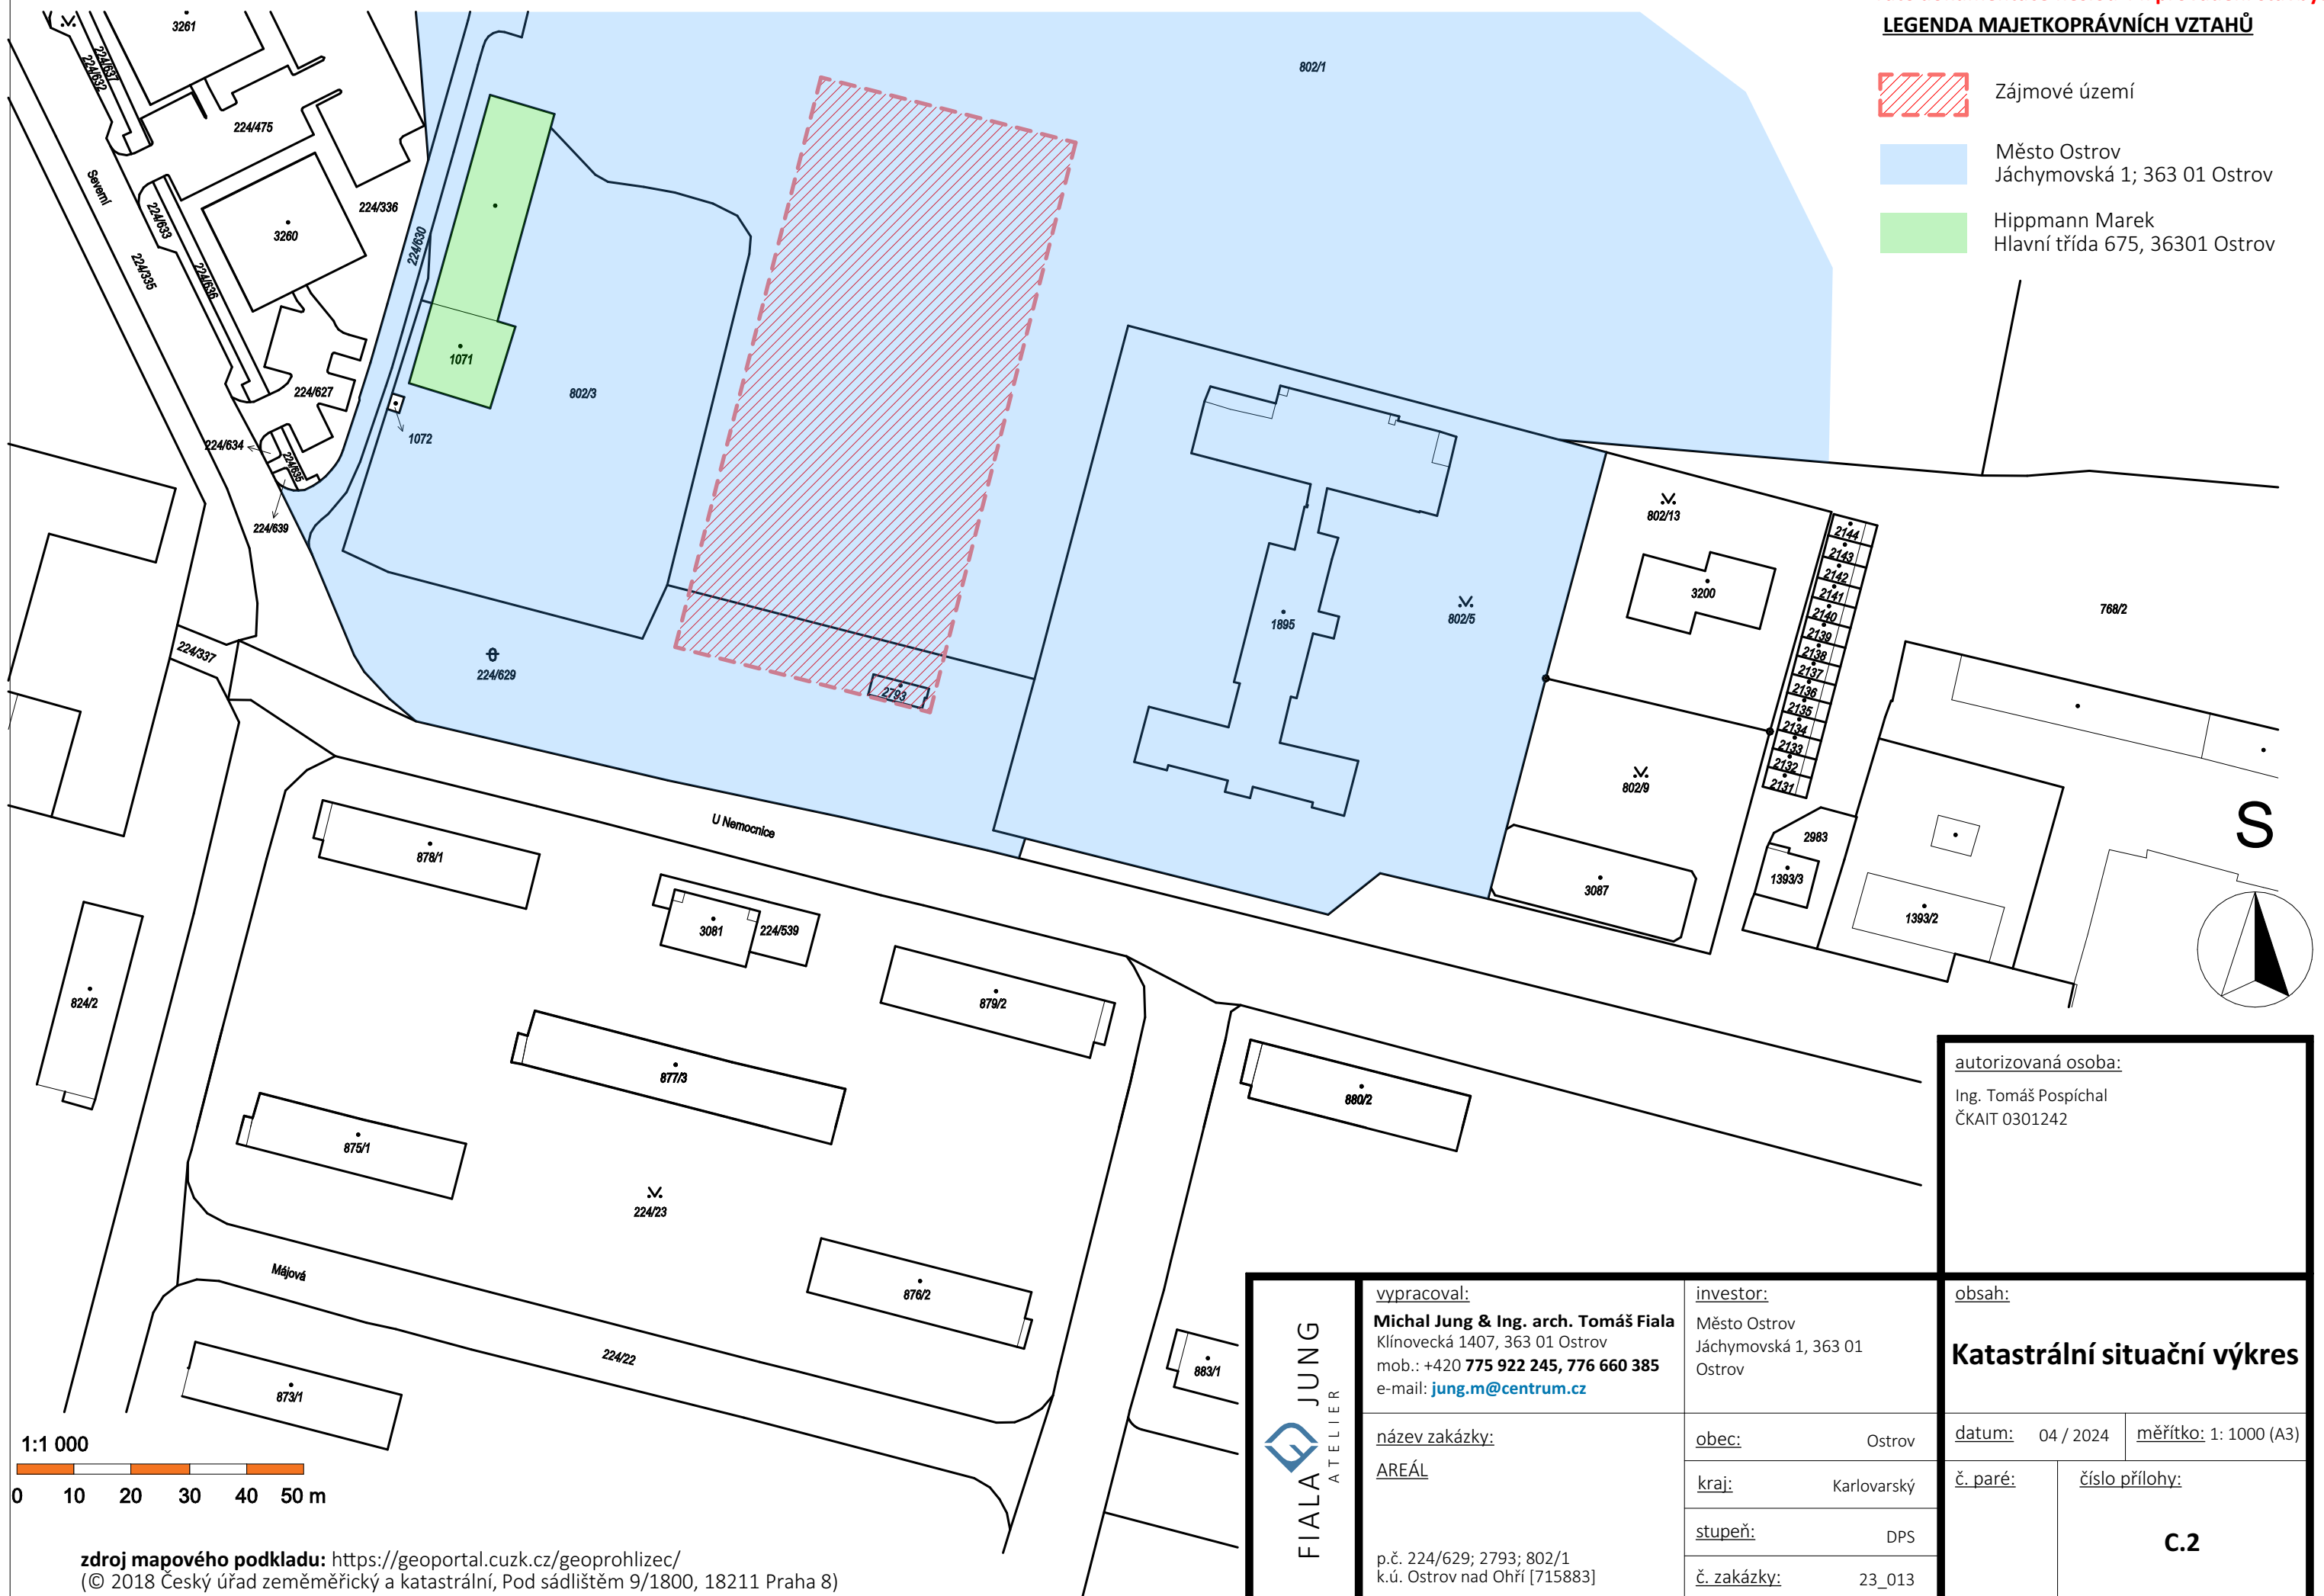 LEGENDA MAJETKOPRÁVNÍCH VZTAHŮ
Zájmové území
Město Ostrov
Jáchymovská 1; 363 01 Ostrov
Hippmann Marek
Hlavní třída 675, 36301 Ostrov
3261
802/1
224/637
224/632
224/475
Severní
224/633
224/336
3260
224/630
224/335
224/636
1071
224/627
802/3
1072
224/634
224/635
224/639
802/13
2144
2143
2142
2141
2140
2139
2138
2137
2136
2135
2134
2133
2132
2131
3200
768/2
1895
802/5
224/337
224/629
2793
802/9
S
U Nemocnice
2983
878/1
1393/3
3087
1393/2
3081
224/539
824/2
879/2
877/3
880/2
875/1
224/23
Májová
876/2
224/22
883/1
873/1
1:1 000
0 10 20 30 40 50 m
zdroj mapového podkladu: https://geoportal.cuzk.cz/geoprohlizec/
(© 2018 Český úřad zeměměřický a katastrální, Pod sádlištěm 9/1800, 18211 Praha 8)
autorizovaná osoba:
Ing. Tomáš Pospíchal
ČKAIT 0301242
FIALA JUNG
ATELIER
vypracoval:
Michal Jung & Ing. arch. Tomáš Fiala
Klínovecká 1407, 363 01 Ostrov
mob.: +420 775 922 245, 776 660 385
e-mail: jung.m@centrum.cz
investor:
Město Ostrov
Jáchymovská 1, 363 01
Ostrov
obsah:
Katastrální situační výkres
název zakázky:
AREÁL
p.č. 224/629; 2793; 802/1
k.ú. Ostrov nad Ohří [715883]
obec: Ostrov
kraj: Karlovarský
stupeň: DPS
č. zakázky: 23_013
datum: 04 / 2024
měřítko: 1: 1000 (A3)
č. paré:
číslo přílohy:
C.2